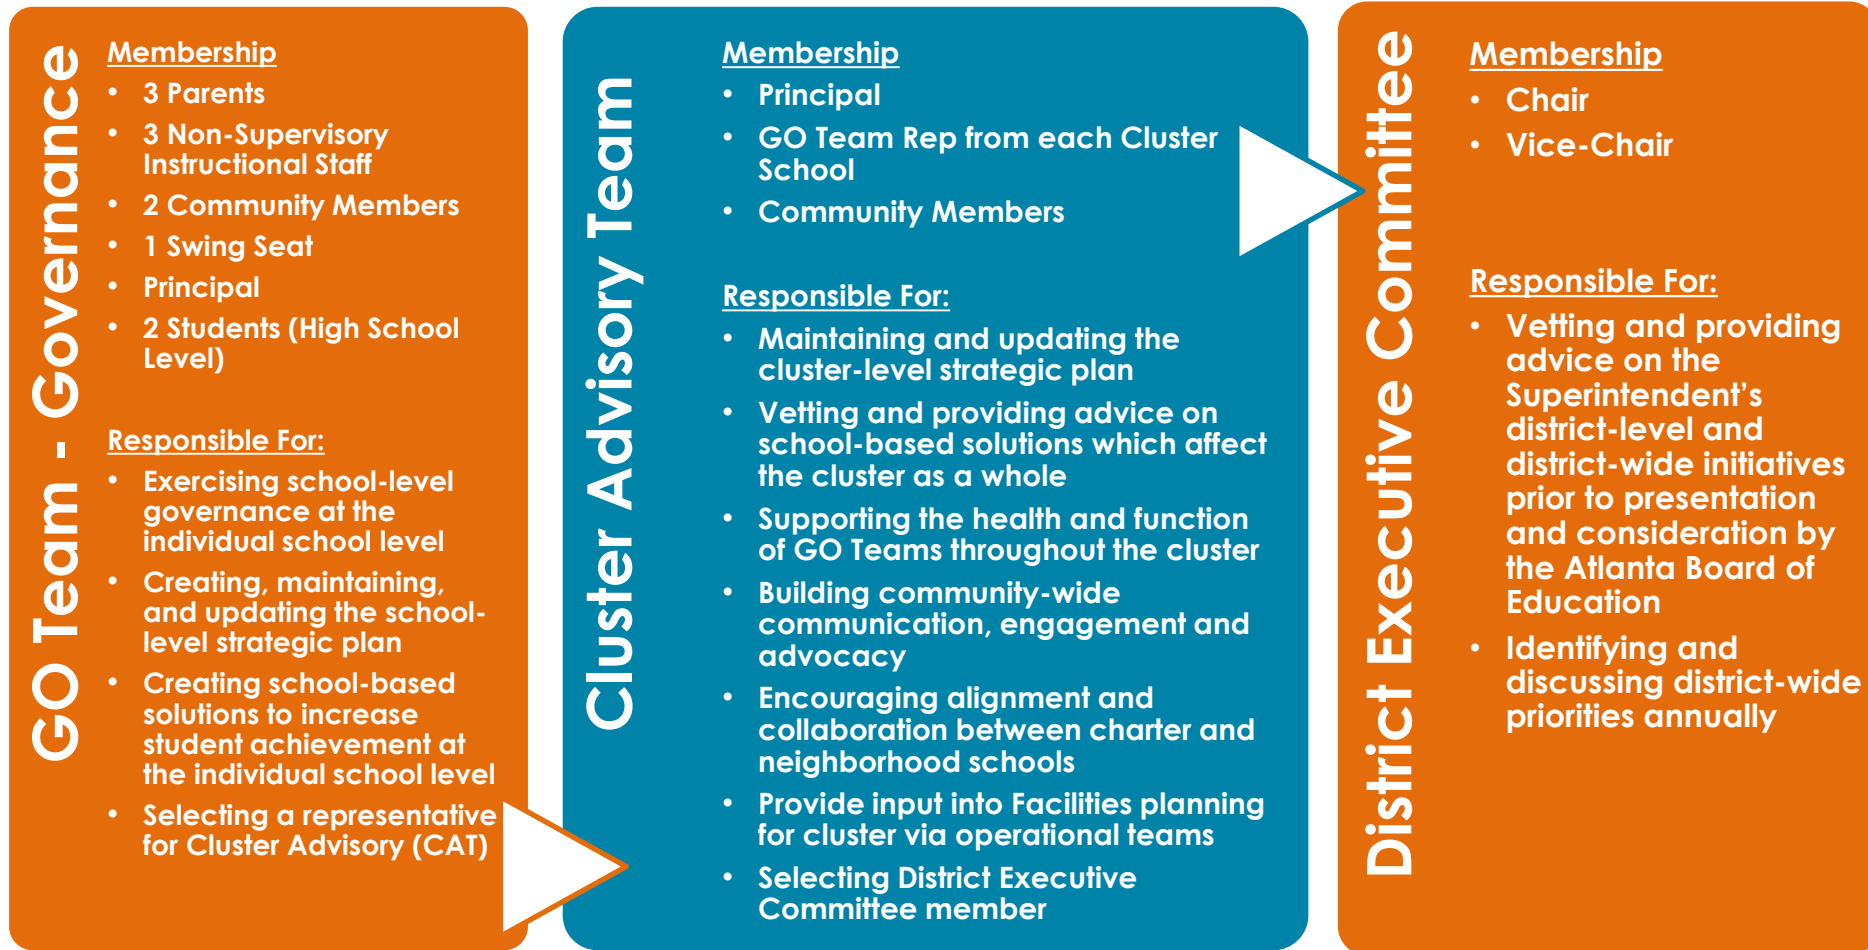 GO Team - Governance
Membership
• 3 Parents
• 3 Non-Supervisory
Instructional Staff
• 2 Community Members
• 1 Swing Seat
• Principal
• 2 Students (High School
Level)
Responsible For:
• Exercising school-level
governance at the
individual school level
• Creating, maintaining,
and updating the school-
level strategic plan
• Creating school-based
solutions to increase
student achievement at
the individual school level
• Selecting a representative
for Cluster Advisory (CAT)
Cluster Advisory Team
Membership
• Principal
• GO Team Rep from each Cluster
School
• Community Members
Responsible For:
• Maintaining and updating the
cluster-level strategic plan
• Vetting and providing advice on
school-based solutions which affect
the cluster as a whole
• Supporting the health and function
of GO Teams throughout the cluster
• Building community-wide
communication, engagement and
advocacy
• Encouraging alignment and
collaboration between charter and
neighborhood schools
• Provide input into Facilities planning
for cluster via operational teams
• Selecting District Executive
Committee member
District Executive Committee
Membership
• Chair
• Vice-Chair
Responsible For:
• Vetting and providing
advice on the
Superintendent’s
district-level and
district-wide initiatives
prior to presentation
and consideration by
the Atlanta Board of
Education
• Identifying and
discussing district-wide
priorities annually